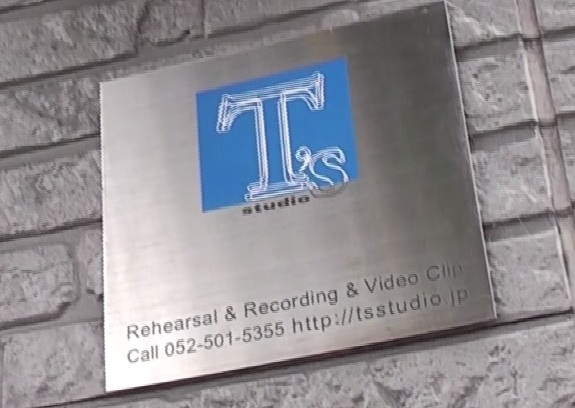 T's
studio
Rehearsal & Recording & Video Clip
Call 052-501-5355 http://tsstudio.jp